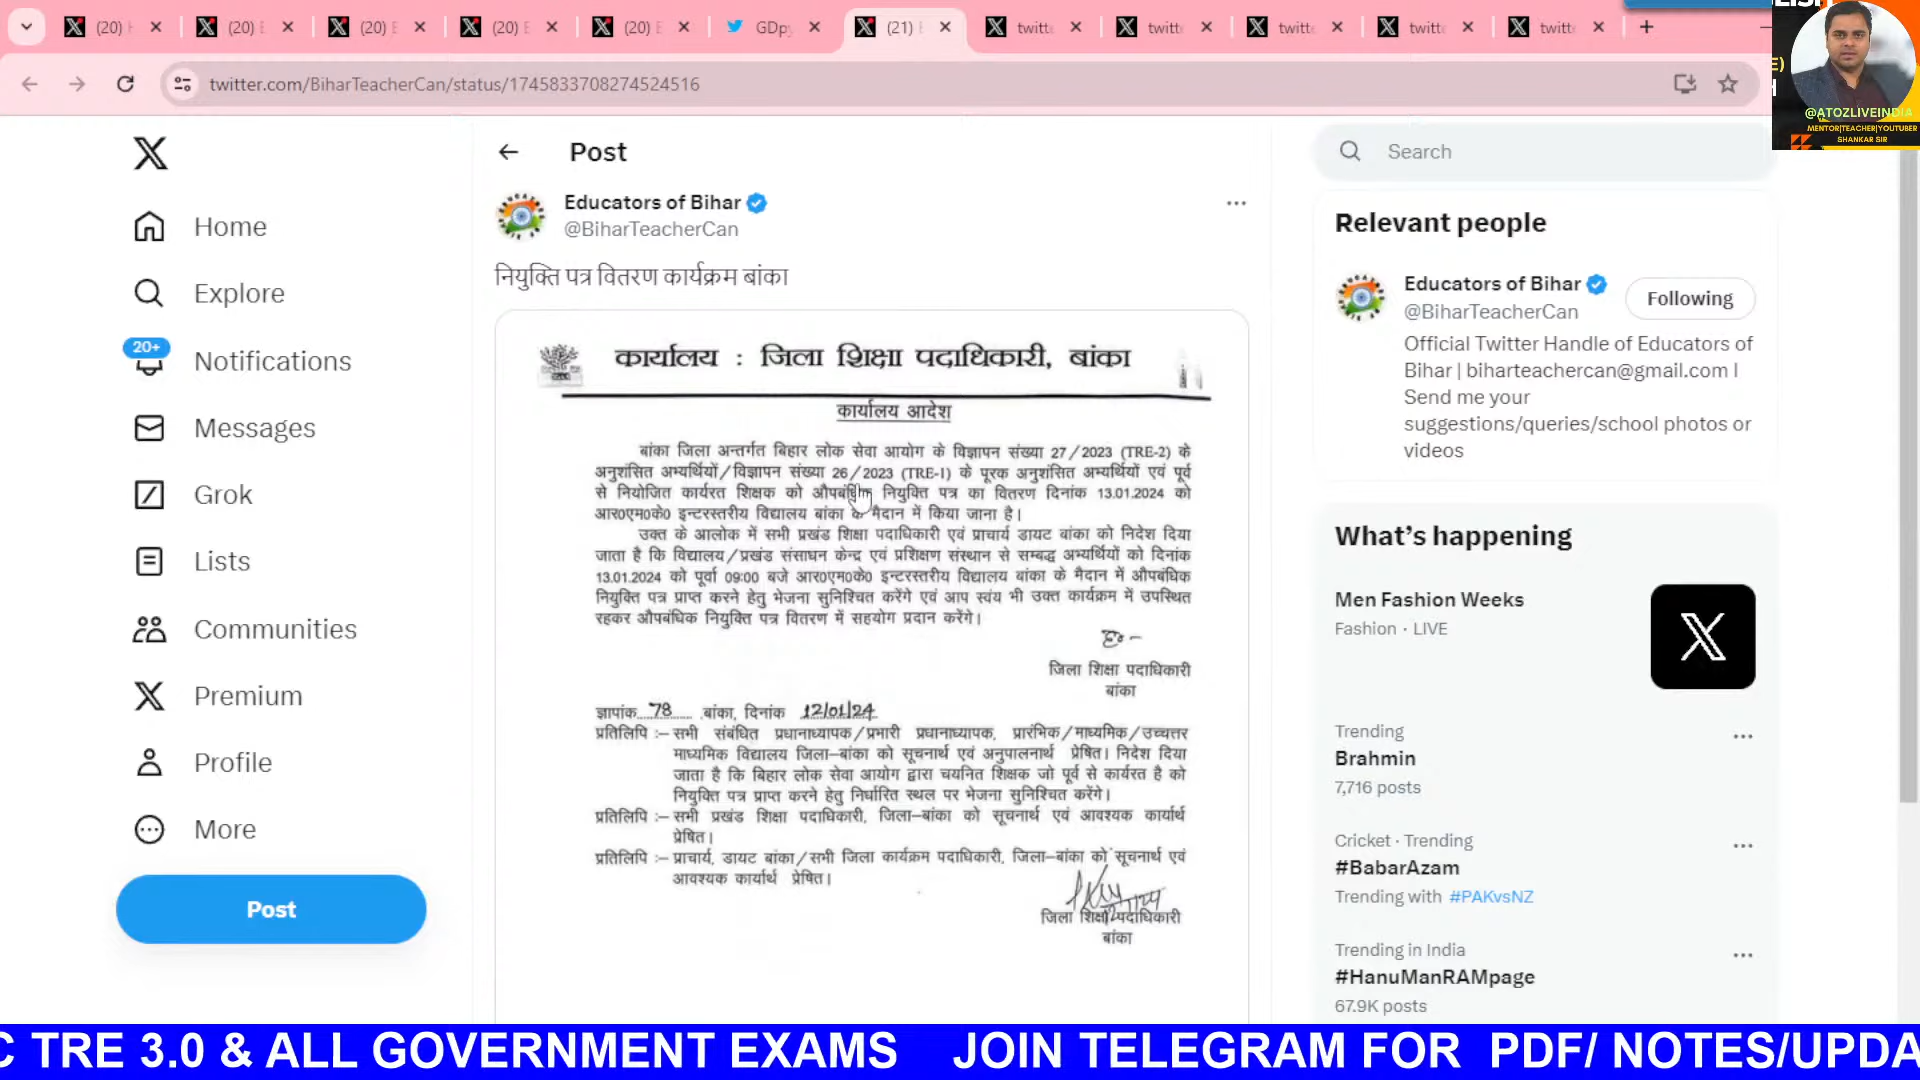 (20)
(20) E
(20) E
(20) E
(20) E
GDp
(21)
twitt
twitt
twitt
twitt
twitt
twitter.com/BiharTeacherCan/status/1745833708274524516
@ATOZLIVEINDIA
MENTOR|TEACHER|YOUTUBER
SHANKAR SIR
Home
Explore
20+
Notifications
Messages
Grok
Lists
Communities
Premium
Profile
More
Post
Post
Educators of Bihar
@BiharTeacherCan
नियुक्ति पत्र वितरण कार्यक्रम बांका
कार्यालय : जिला शिक्षा पदाधिकारी, बांका
कार्यालय आदेश
बांका जिला अन्तर्गत बिहार लोक सेवा आयोग के विज्ञापन संख्या 27/2023 (TRE-2) के
अनुशंसित अभ्यर्थियों/विज्ञापन संख्या 26/2023 (TRE-1) के पूरक अनुशंसित अभ्यर्थियों एवं पूर्व
से नियोजित कार्यरत शिक्षक को औपबंधिक नियुक्ति पत्र का वितरण दिनांक 13.01.2024 को
आर0एम0के0 इन्टरस्तरीय विद्यालय बांका के मैदान में किया जाना है।
उक्त के आलोक में सभी प्रखंड शिक्षा पदाधिकारी एवं प्राचार्य डायट बांका को निदेश दिया
जाता है कि विद्यालय/प्रखंड संसाधन केन्द्र एवं प्रशिक्षण संस्थान से सम्बद्ध अभ्यर्थियों को दिनांक
13.01.2024 को पूर्वा 09:00 बजे आर0एम0के0 इन्टरस्तरीय विद्यालय बांका के मैदान में औपबंधिक
नियुक्ति पत्र प्राप्त करने हेतु भेजना सुनिश्चित करेंगे एवं आप स्वंय भी उक्त कार्यक्रम में उपस्थित
रहकर औपबंधिक नियुक्ति पत्र वितरण में सहयोग प्रदान करेंगे।
ह0 –
जिला शिक्षा पदाधिकारी
बांका
ज्ञापांक 78 बांका, दिनांक 12/01/24
प्रतिलिपि :– सभी संबंधित प्रधानाध्यापक/प्रभारी प्रधानाध्यापक, प्रारंभिक/माध्यमिक/उच्चत्तर
माध्यमिक विद्यालय जिला–बांका को सूचनार्थ एवं अनुपालनार्थ प्रेषित। निदेश दिया
जाता है कि बिहार लोक सेवा आयोग द्वारा चयनित शिक्षक जो पूर्व से कार्यरत है को
नियुक्ति पत्र प्राप्त करने हेतु निर्धारित स्थल पर भेजना सुनिश्चित करेंगे।
प्रतिलिपि :– सभी प्रखंड शिक्षा पदाधिकारी, जिला–बांका को सूचनार्थ एवं आवश्यक कार्यार्थ
प्रेषित।
प्रतिलिपि :– प्राचार्य, डायट बांका/सभी जिला कार्यक्रम पदाधिकारी, जिला–बांका को सूचनार्थ एवं
आवश्यक कार्यार्थ प्रेषित।
जिला शिक्षा पदाधिकारी
बांका
Search
Relevant people
Educators of Bihar
Following
@BiharTeacherCan
Official Twitter Handle of Educators of
Bihar | biharteachercan@gmail.com I
Send me your
suggestions/queries/school photos or
videos
What's happening
Men Fashion Weeks
Fashion · LIVE
Trending
Brahmin
7,716 posts
Cricket · Trending
#BabarAzam
Trending with #PAKvsNZ
Trending in India
#HanuManRAMpage
67.9K posts
C TRE 3.0 & ALL GOVERNMENT EXAMS JOIN TELEGRAM FOR PDF/ NOTES/UPDA